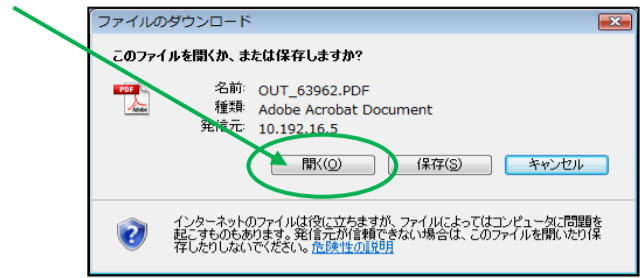 ファイルのダウンロード
このファイルを開くか、または保存しますか?
PDF
Adobe
名前: OUT_63962.PDF
種類: Adobe Acrobat Document
発信元: 10.192.16.5
開く(O) 保存(S) キャンセル
インターネットのファイルは役に立ちますが、ファイルによってはコンピュータに問題を
起こすものもあります。発信元が信頼できない場合は、このファイルを開いたり保
存したりしないでください。危険性の説明